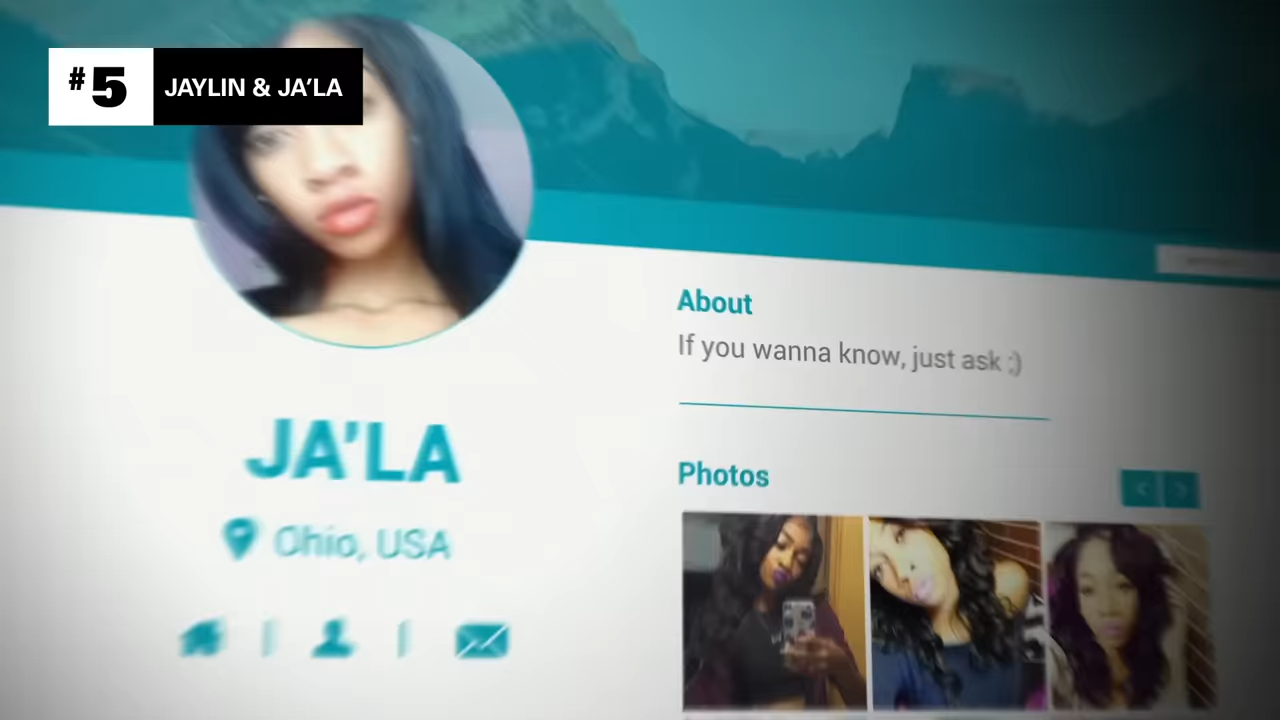 #5 JAYLIN & JA'LA
About
If you wanna know, just ask ;)
JA'LA
Ohio, USA
Photos